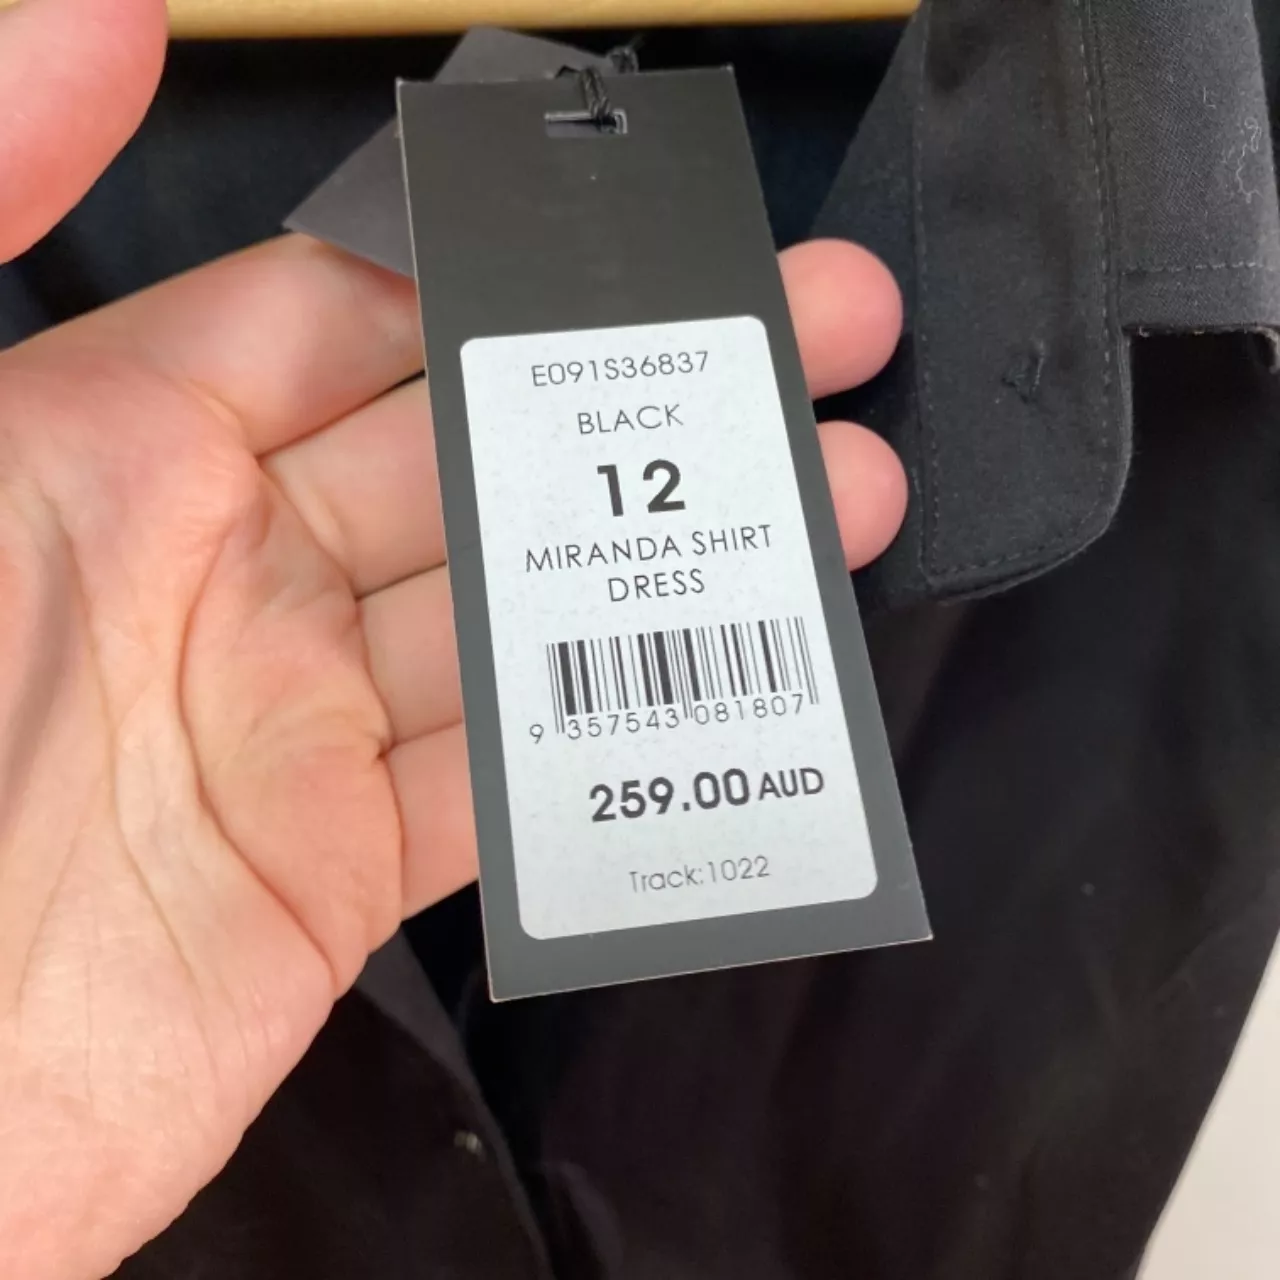 E091S36837
BLACK
12
MIRANDA SHIRT
DRESS
9 357543 081807
259.00 AUD
Track:1022